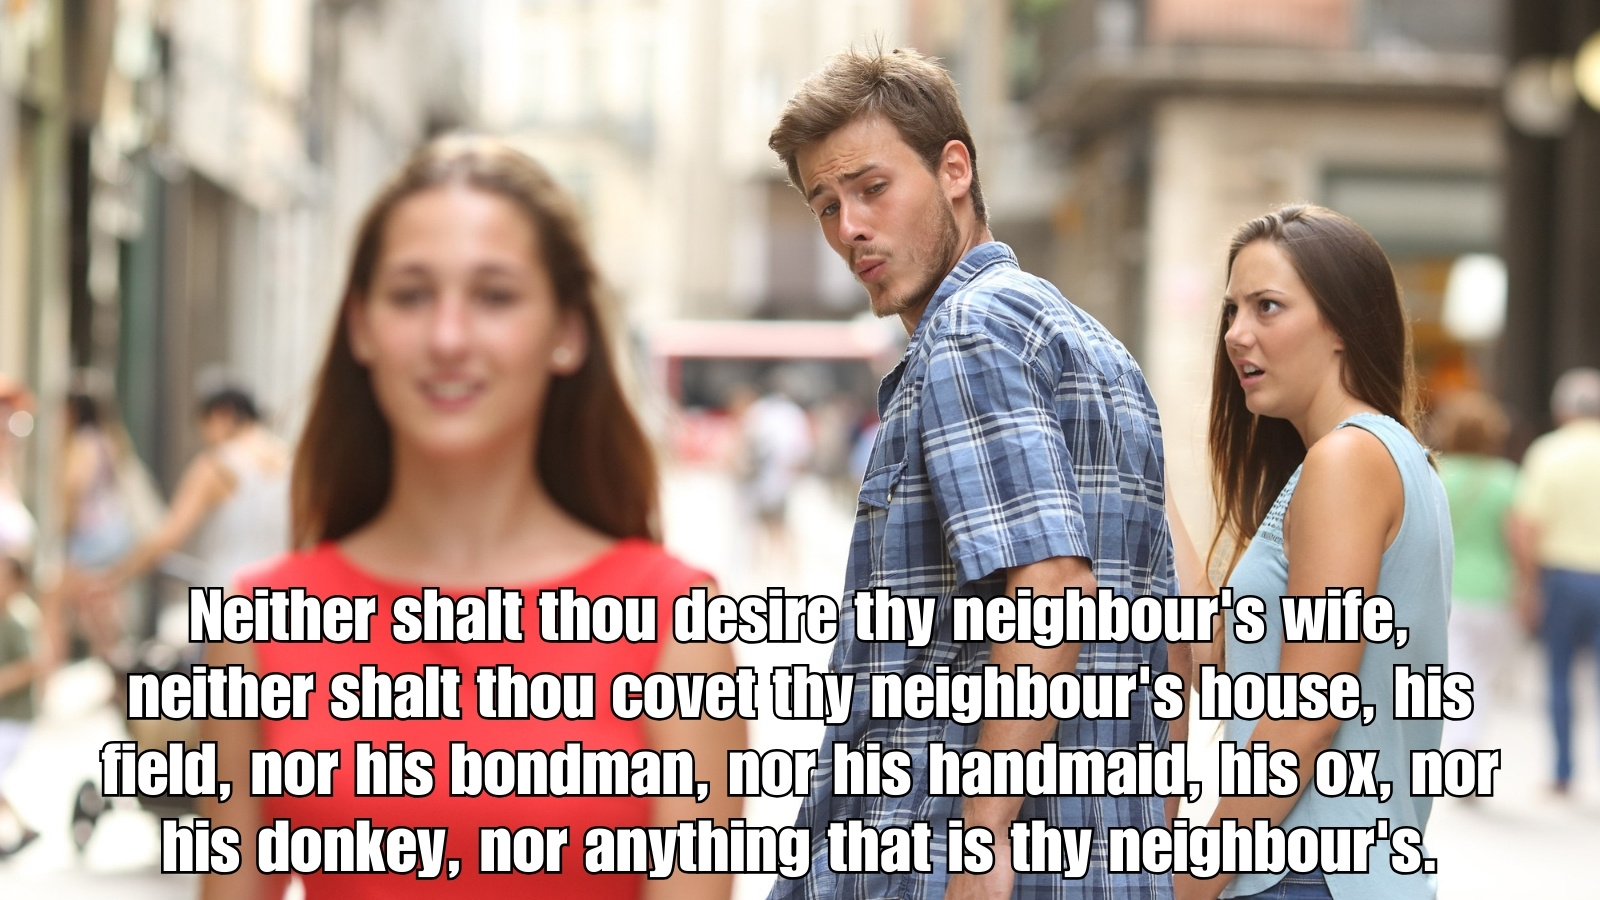 Neither shalt thou desire thy neighbour's wife,
neither shalt thou covet thy neighbour's house, his
field, nor his bondman, nor his handmaid, his ox, nor
his donkey, nor anything that is thy neighbour's.